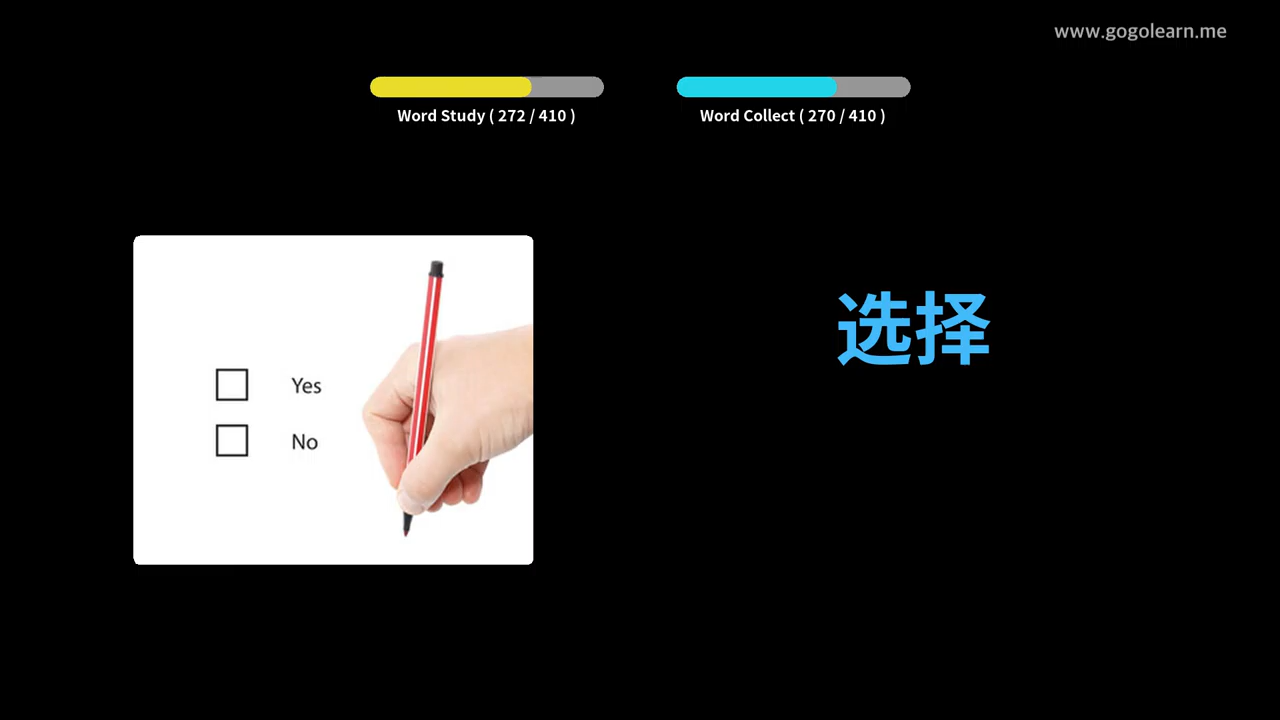 www.gogolearn.me
Word Study ( 272 / 410 )
Word Collect ( 270 / 410 )
选择
Yes
No